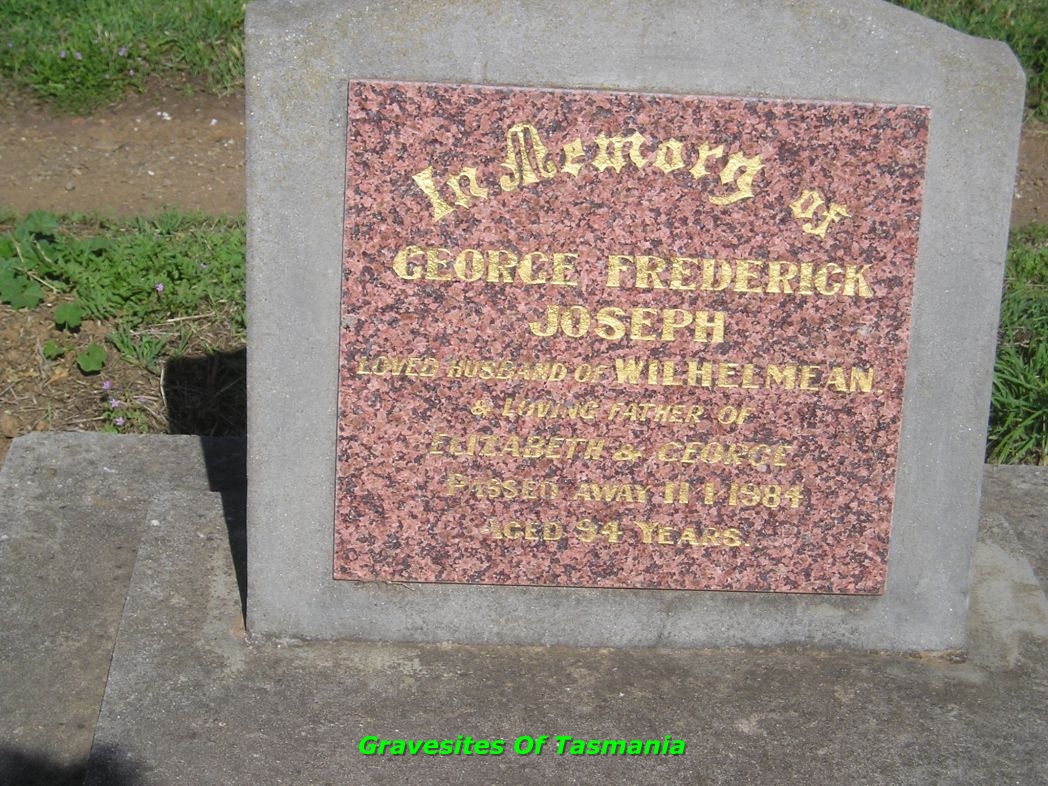 In Memory of
GEORGE FREDERICK
JOSEPH
LOVED HUSBAND OF WILHELMEAN.
& LOVING FATHER OF
ELIZABETH & GEORGE
PASSED AWAY 11·1·1984
AGED 94 YEARS.
Gravesites Of Tasmania